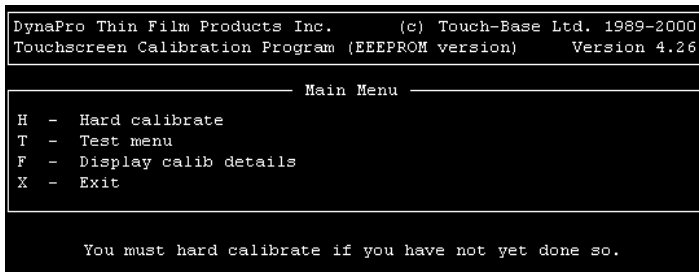 DynaPro Thin Film Products Inc. (c) Touch-Base Ltd. 1989-2000
Touchscreen Calibration Program (EEEPROM version) Version 4.26
Main Menu
H - Hard calibrate
T - Test menu
F - Display calib details
X - Exit
You must hard calibrate if you have not yet done so.